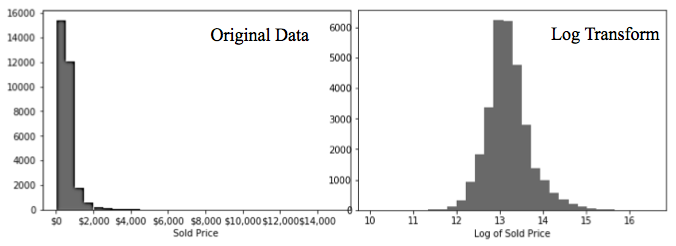 Original Data
16000
14000
12000
10000
8000
6000
4000
2000
0
$0 $2,000 $4,000 $6,000 $8,000 $10,000 $12,000 $14,000
Sold Price
Log Transform
6000
5000
4000
3000
2000
1000
0
10 11 12 13 14 15 16
Log of Sold Price